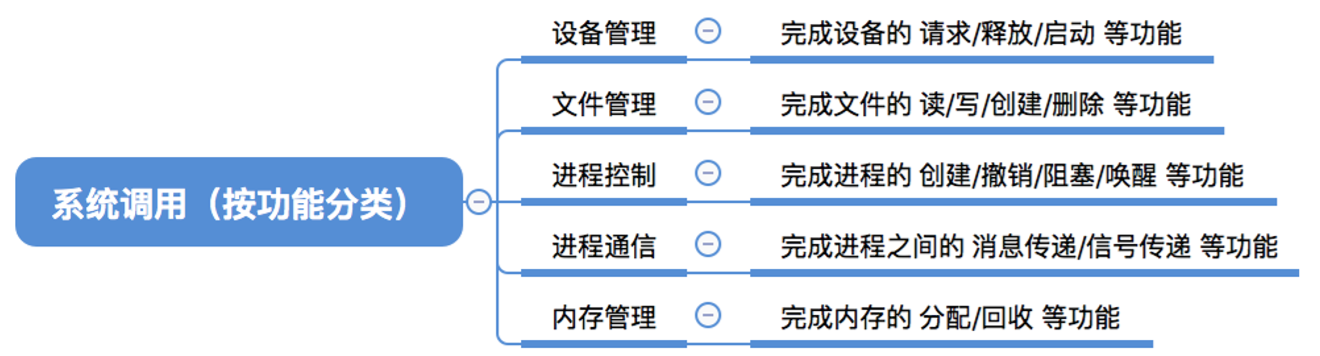 系统调用（按功能分类）
设备管理 完成设备的 请求/释放/启动 等功能
文件管理 完成文件的 读/写/创建/删除 等功能
进程控制 完成进程的 创建/撤销/阻塞/唤醒 等功能
进程通信 完成进程之间的 消息传递/信号传递 等功能
内存管理 完成内存的 分配/回收 等功能